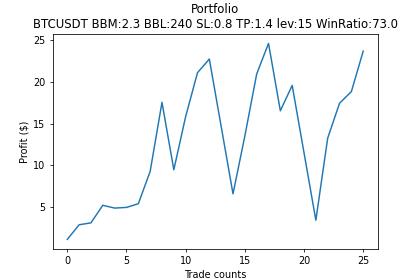 Portfolio
BTCUSDT BBM:2.3 BBL:240 SL:0.8 TP:1.4 lev:15 WinRatio:73.0
25
20
15
10
5
Profit ($)
0 5 10 15 20 25
Trade counts